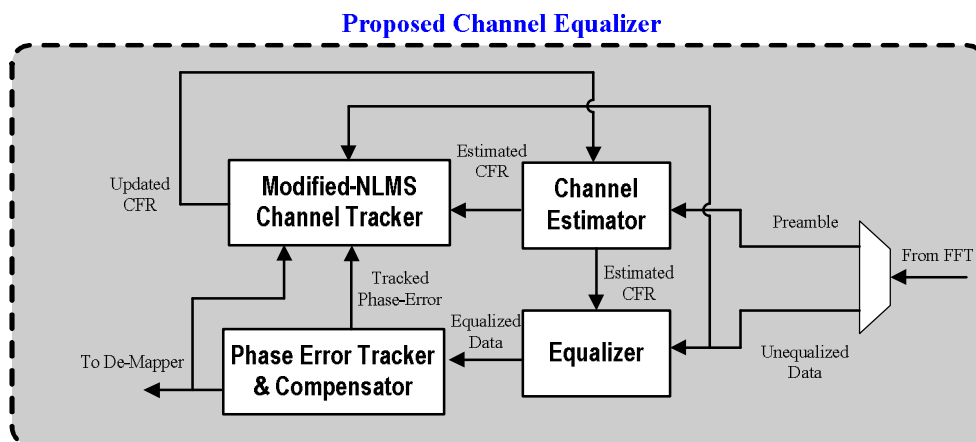 Proposed Channel Equalizer
Updated
CFR
Modified-NLMS
Channel Tracker
Estimated
CFR
Channel
Estimator
Preamble
From FFT
Tracked
Phase-Error
Estimated
CFR
To De-Mapper
Phase Error Tracker
& Compensator
Equalized
Data
Equalizer
Unequalized
Data